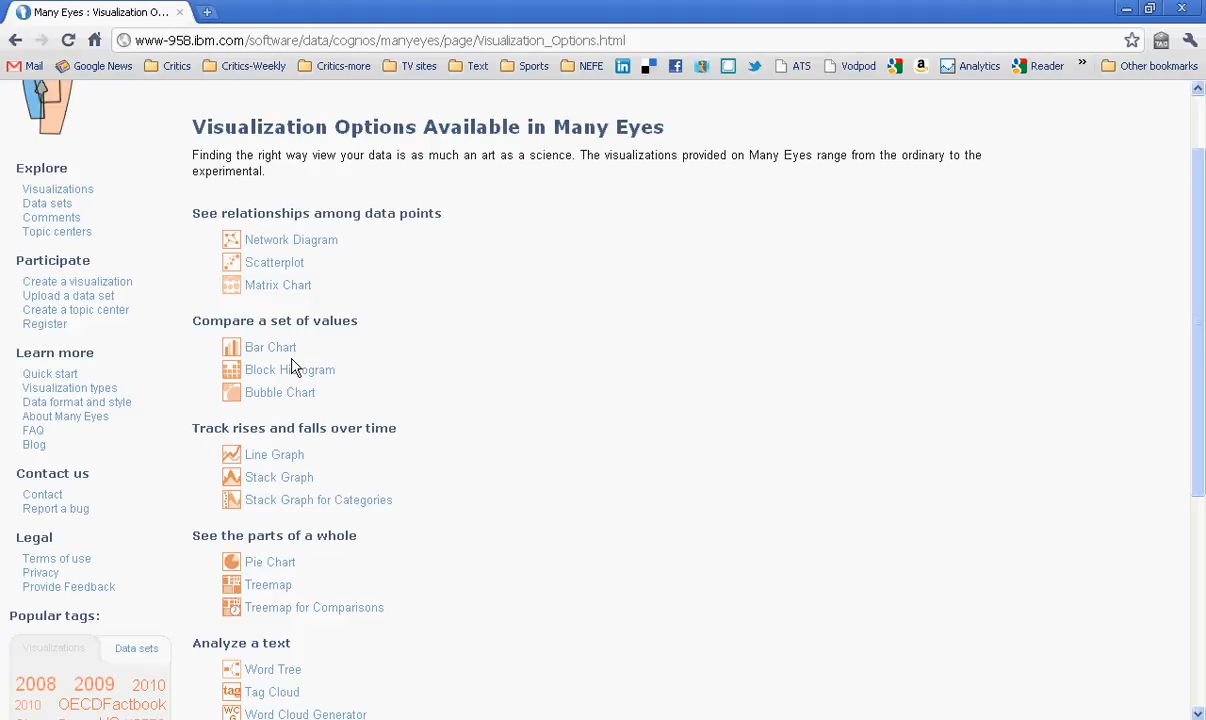 Many Eyes : Visualization O...
www-958.ibm.com/software/data/cognos/manyeyes/page/Visualization_Options.html
Mail Google News Critics Critics-Weekly Critics-more TV sites Text Sports NEFE ATS Vodpod Analytics Reader » Other bookmarks
Visualization Options Available in Many Eyes
Finding the right way view your data is as much an art as a science. The visualizations provided on Many Eyes range from the ordinary to the
experimental.
Explore
Visualizations
Data sets
Comments
Topic centers
Participate
Create a visualization
Upload a data set
Create a topic center
Register
Learn more
Quick start
Visualization types
Data format and style
About Many Eyes
FAQ
Blog
Contact us
Contact
Report a bug
Legal
Terms of use
Privacy
Provide Feedback
Popular tags:
Visualizations Data sets
2008 2009 2010
2010 OECDFactbook
See relationships among data points
Network Diagram
Scatterplot
Matrix Chart
Compare a set of values
Bar Chart
Block Histogram
Bubble Chart
Track rises and falls over time
Line Graph
Stack Graph
Stack Graph for Categories
See the parts of a whole
Pie Chart
Treemap
Treemap for Comparisons
Analyze a text
Word Tree
tag Tag Cloud
Word Cloud Generator